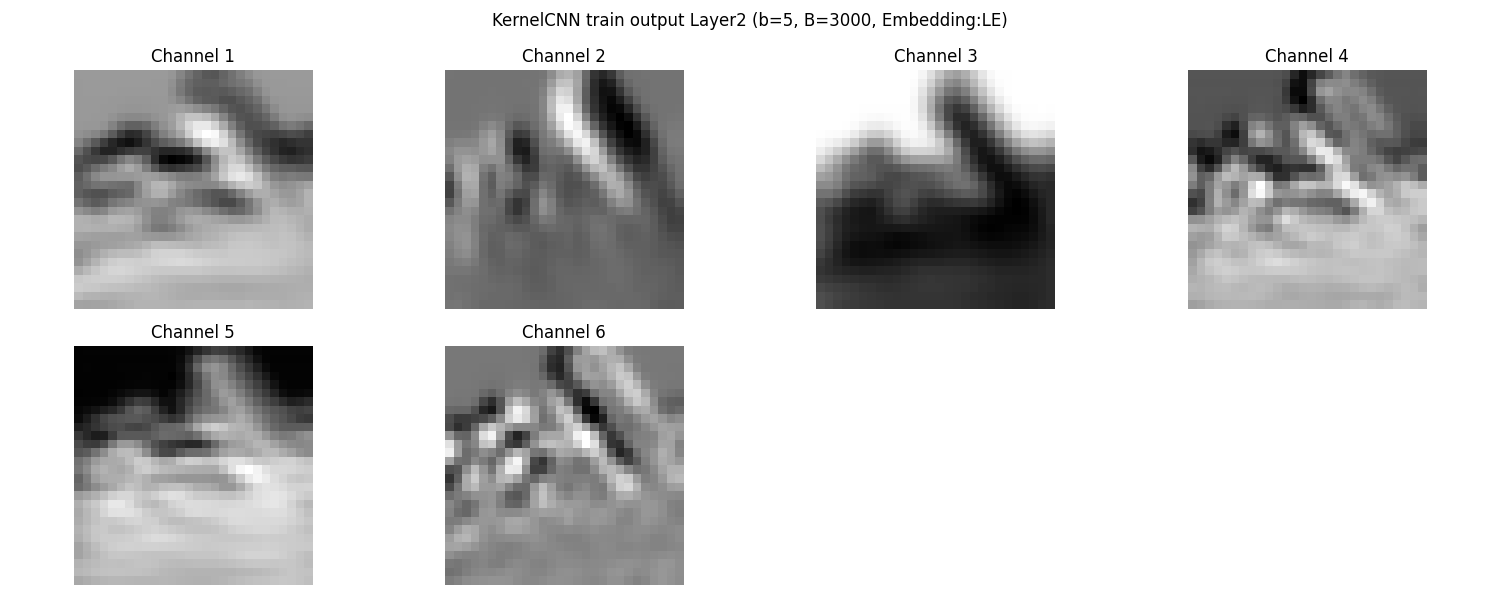 KernelCNN train output Layer2 (b=5, B=3000, Embedding:LE)
Channel 1
Channel 2
Channel 3
Channel 4
Channel 5
Channel 6